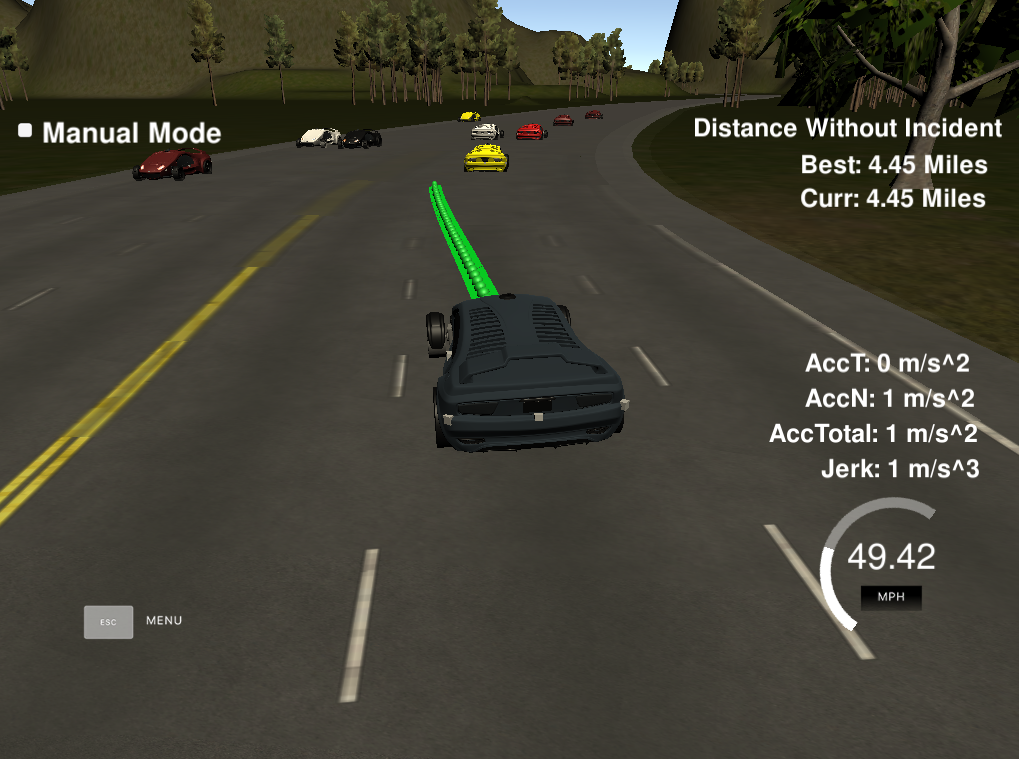 Manual Mode
Distance Without Incident
Best: 4.45 Miles
Curr: 4.45 Miles
AccT: 0 m/s^2
AccN: 1 m/s^2
AccTotal: 1 m/s^2
Jerk: 1 m/s^3
49.42
MPH
ESC MENU